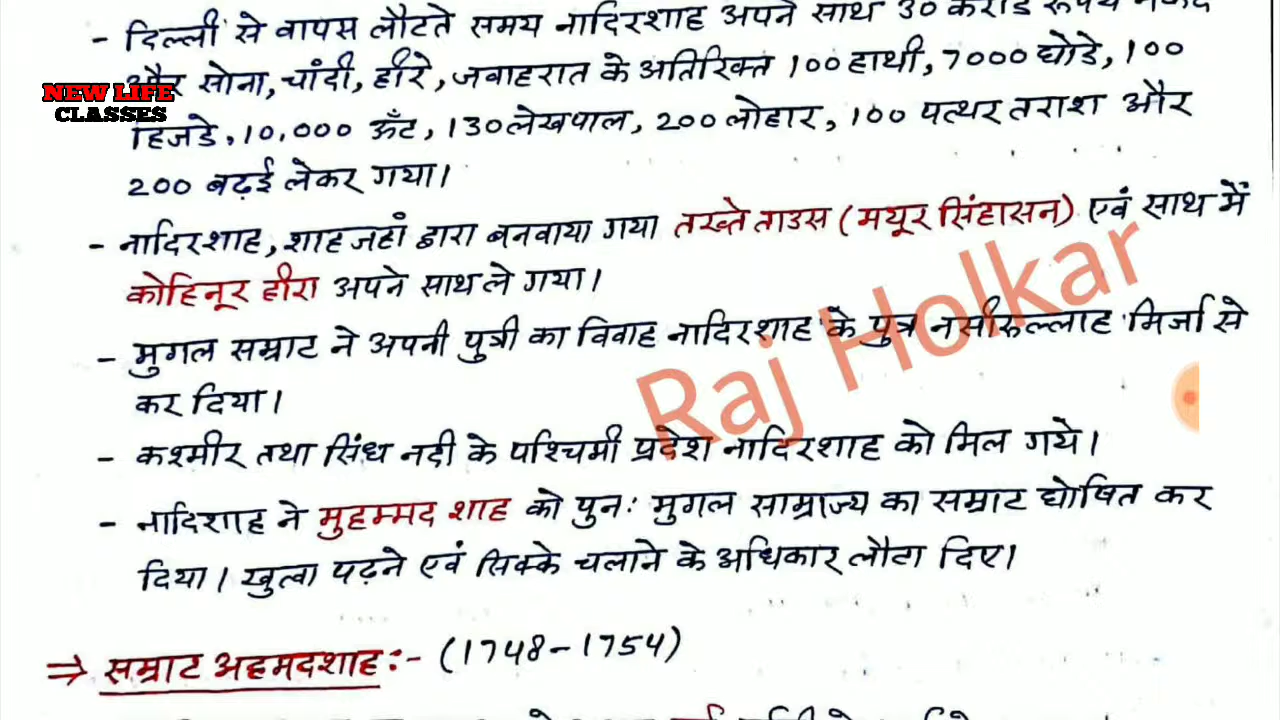 - दिल्ली से वापस लौटते समय नादिरशाह अपने साथ 30 करोड़ रूपये नकद
और सोना, चांदी, हीरे, जवाहरात के अतिरिक्त 100 हाथी, 7000 घोडे, 100
NEW LIFE
CLASSES
हिजडे, 10,000 ऊँट, 130 लेखपाल, 200 लोहार, 100 पत्थर तराश और
200 बढ़ई लेकर गया।
- नादिरशाह, शाहजहां द्वारा बनवाया गया तख्ते ताउस (मयूर सिंहासन) एवं साथ में
कोहिनूर हीरा अपने साथ ले गया।
- मुगल सम्राट ने अपनी पुत्री का विवाह नादिरशाह के पुत्र नसीरुल्लाह मिर्जा से
कर दिया।
Raj Holkar
- कश्मीर तथा सिंध नदी के पश्चिमी प्रदेश नादिरशाह को मिल गये।
- नादिशाह ने मुहम्मद शाह को पुनः मुगल साम्राज्य का सम्राट घोषित कर
दिया। खुत्वा पढ़ने एवं सिक्के चलाने के अधिकार लौटा दिए।
⇒ सम्राट अहमदशाह:- (1748-1754)